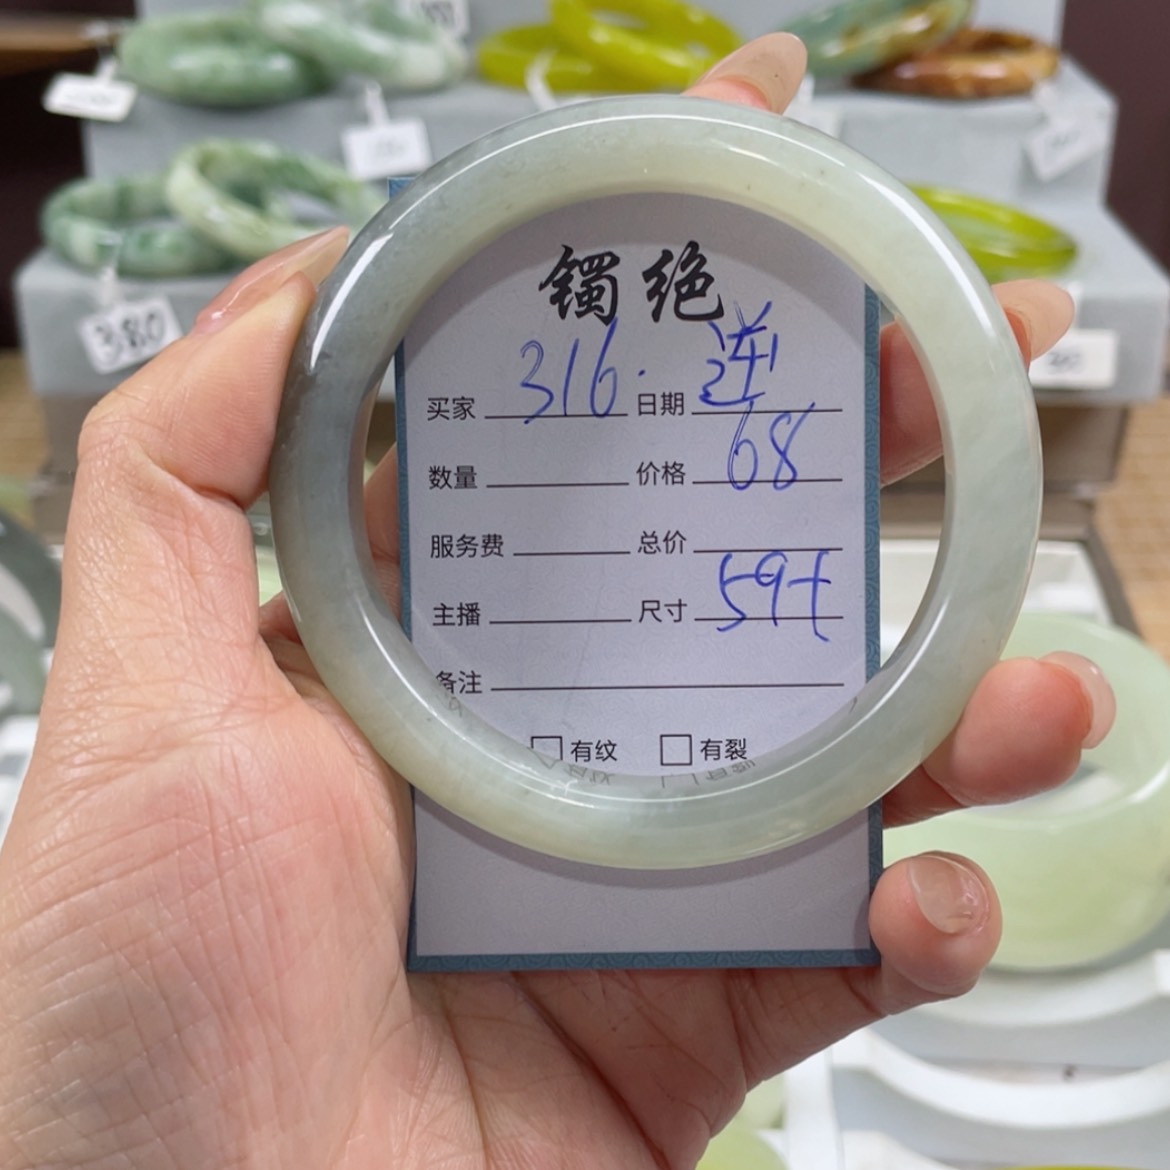 镯绝
买家 316. 日期
数量 价格 68
服务费 总价
主播 尺寸 59+
备注
□有纹 □有裂
380